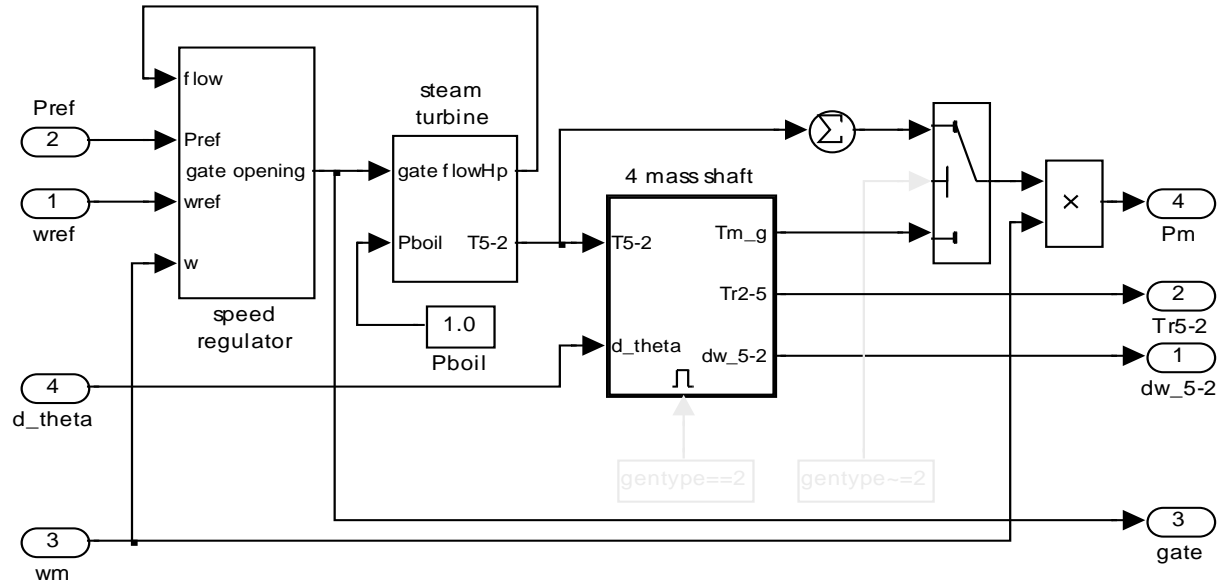 Pref
2
1
wref
flow
Pref
gate opening
wref
w
speed
regulator
steam
turbine
gate flowHp
Pboil
T5-2
1.0
Pboil
4 mass shaft
T5-2
Tm_g
Tr2-5
d_theta
dw_5-2
Σ
×
4
Pm
2
Tr5-2
1
dw_5-2
4
d_theta
gentype==2
gentype~=2
3
wm
3
gate